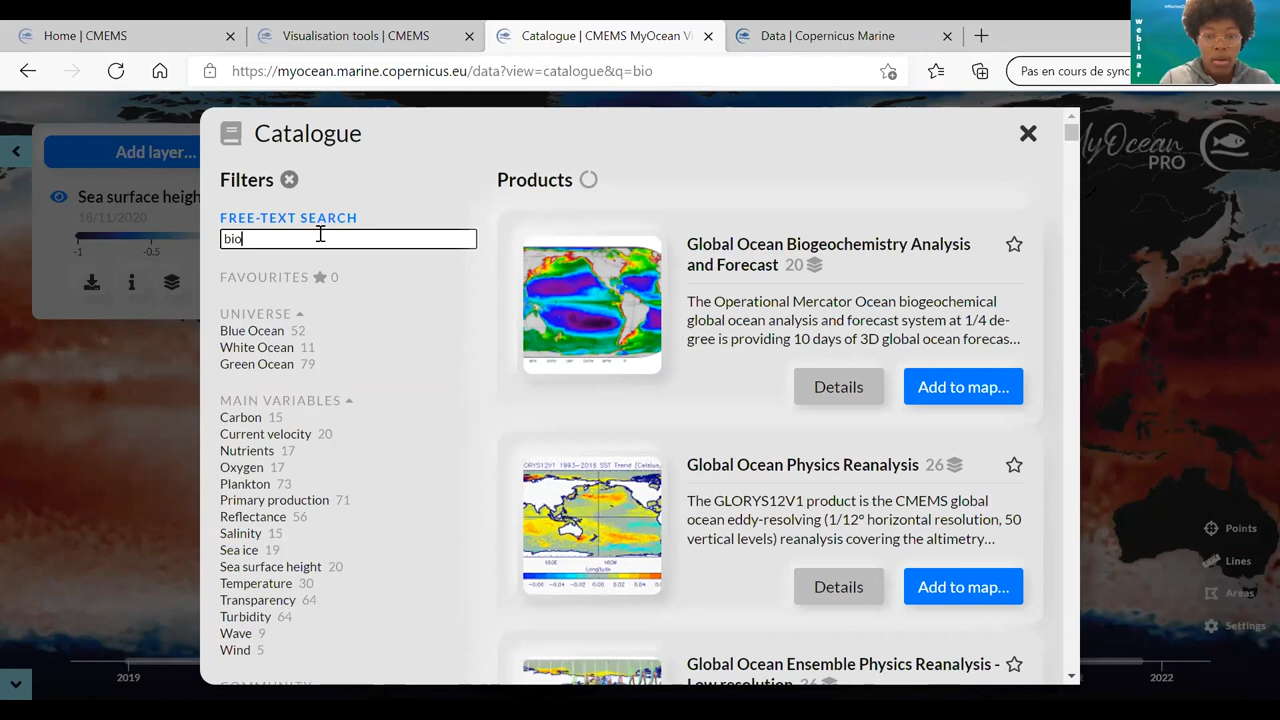 Home | CMEMS
Visualisation tools | CMEMS
Catalogue | CMEMS MyOcean Vi
Data | Copernicus Marine
webinar
https://myocean.marine.copernicus.eu/data?view=catalogue&q=bio
Pas en cours de sync
Add layer...
Sea surface heigh
16/11/2020
-1
-0.5
MyOcean
PRO
Catalogue
Filters
FREE-TEXT SEARCH
bio
FAVOURITES 0
UNIVERSE
Blue Ocean 52
White Ocean 11
Green Ocean 79
MAIN VARIABLES
Carbon 15
Current velocity 20
Nutrients 17
Oxygen 17
Plankton 73
Primary production 71
Reflectance 56
Salinity 15
Sea ice 19
Sea surface height 20
Temperature 30
Transparency 64
Turbidity 64
Wave 9
Wind 5
COMMUNITY
Products
Global Ocean Biogeochemistry Analysis
and Forecast 20
The Operational Mercator Ocean biogeochemical
global ocean analysis and forecast system at 1/4 de-
gree is providing 10 days of 3D global ocean forecas...
Details
Add to map...
Global Ocean Physics Reanalysis 26
The GLORYS12V1 product is the CMEMS global
ocean eddy-resolving (1/12° horizontal resolution, 50
vertical levels) reanalysis covering the altimetry...
Details
Add to map...
Global Ocean Ensemble Physics Reanalysis -
Low resolution
Points
Lines
Areas
Settings
2019
2022